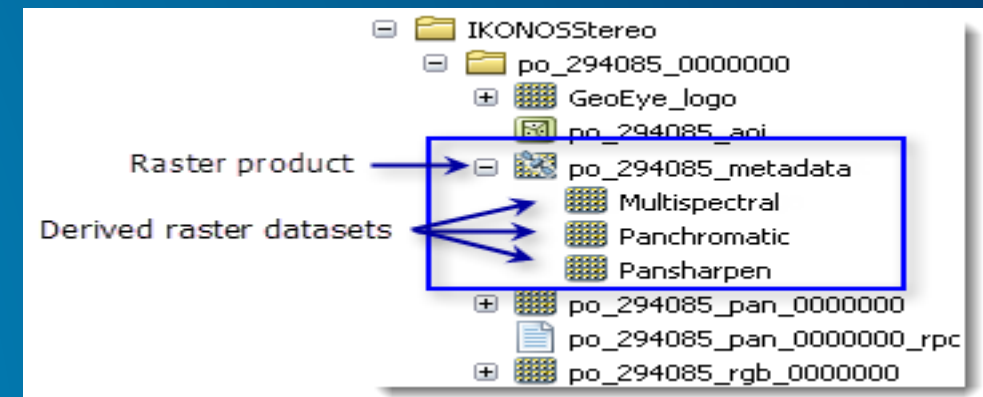 IKONOSStereo
po_294085_0000000
GeoEye_logo
po_294085_aoi
Raster product
po_294085_metadata
Multispectral
Derived raster datasets
Panchromatic
Pansharpen
po_294085_pan_0000000
po_294085_pan_0000000_rpc
po_294085_rgb_0000000